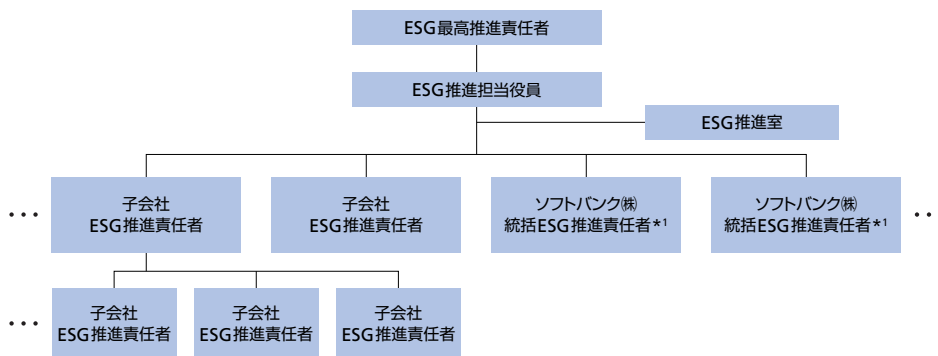 ESG最高推進責任者
ESG推進担当役員
ESG推進室
子会社
ESG推進責任者
子会社
ESG推進責任者
ソフトバンク㈱
統括ESG推進責任者*1
ソフトバンク㈱
統括ESG推進責任者*1
子会社
ESG推進責任者
子会社
ESG推進責任者
子会社
ESG推進責任者